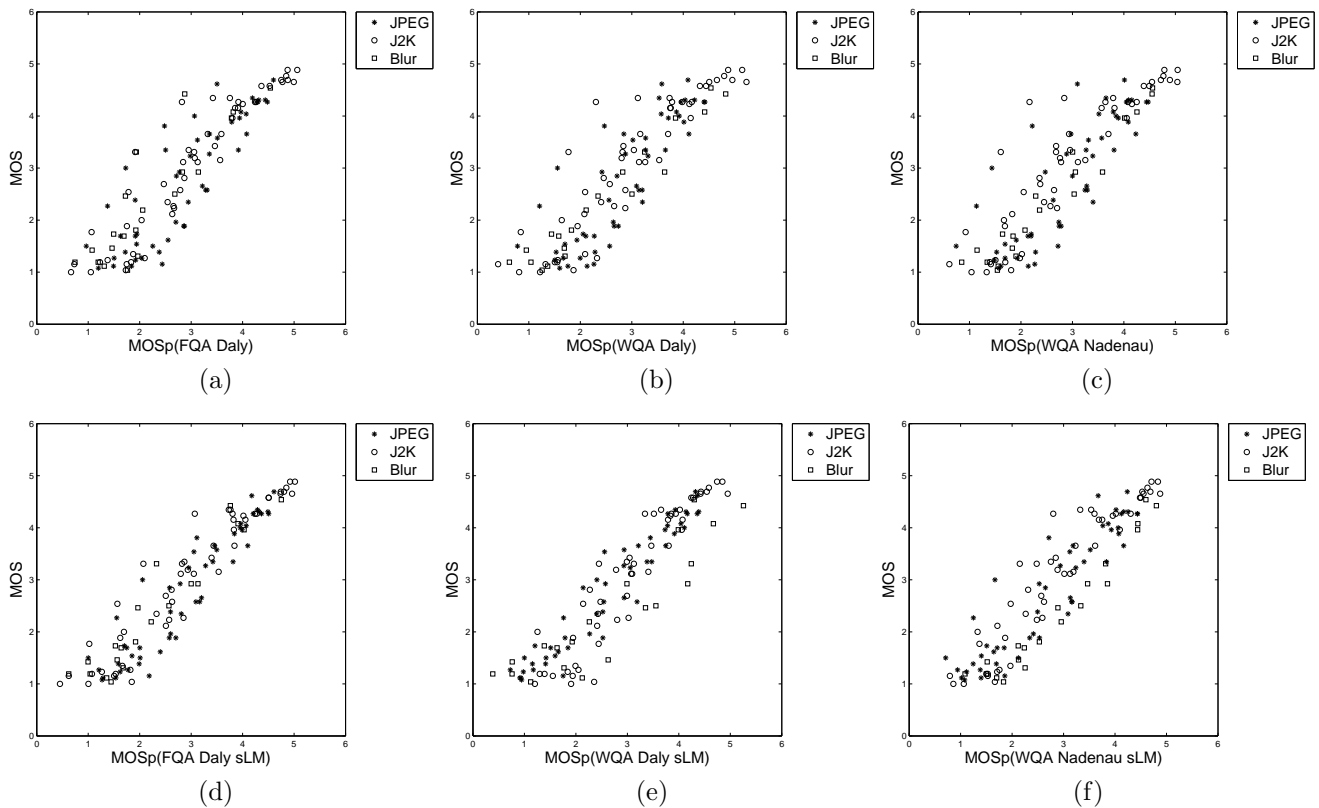 6
5
4
3
2
1
0
MOS
0 1 2 3 4 5 6
MOSp(FQA Daly)
JPEG
J2K
Blur
(a)
6
5
4
3
2
1
0
MOS
0 1 2 3 4 5 6
MOSp(WQA Daly)
JPEG
J2K
Blur
(b)
6
5
4
3
2
1
0
MOS
0 1 2 3 4 5 6
MOSp(WQA Nadenau)
JPEG
J2K
Blur
(c)
6
5
4
3
2
1
0
MOS
0 1 2 3 4 5 6
MOSp(FQA Daly sLM)
JPEG
J2K
Blur
(d)
6
5
4
3
2
1
0
MOS
0 1 2 3 4 5 6
MOSp(WQA Daly sLM)
JPEG
J2K
Blur
(e)
6
5
4
3
2
1
0
MOS
0 1 2 3 4 5 6
MOSp(WQA Nadenau sLM)
JPEG
J2K
Blur
(f)